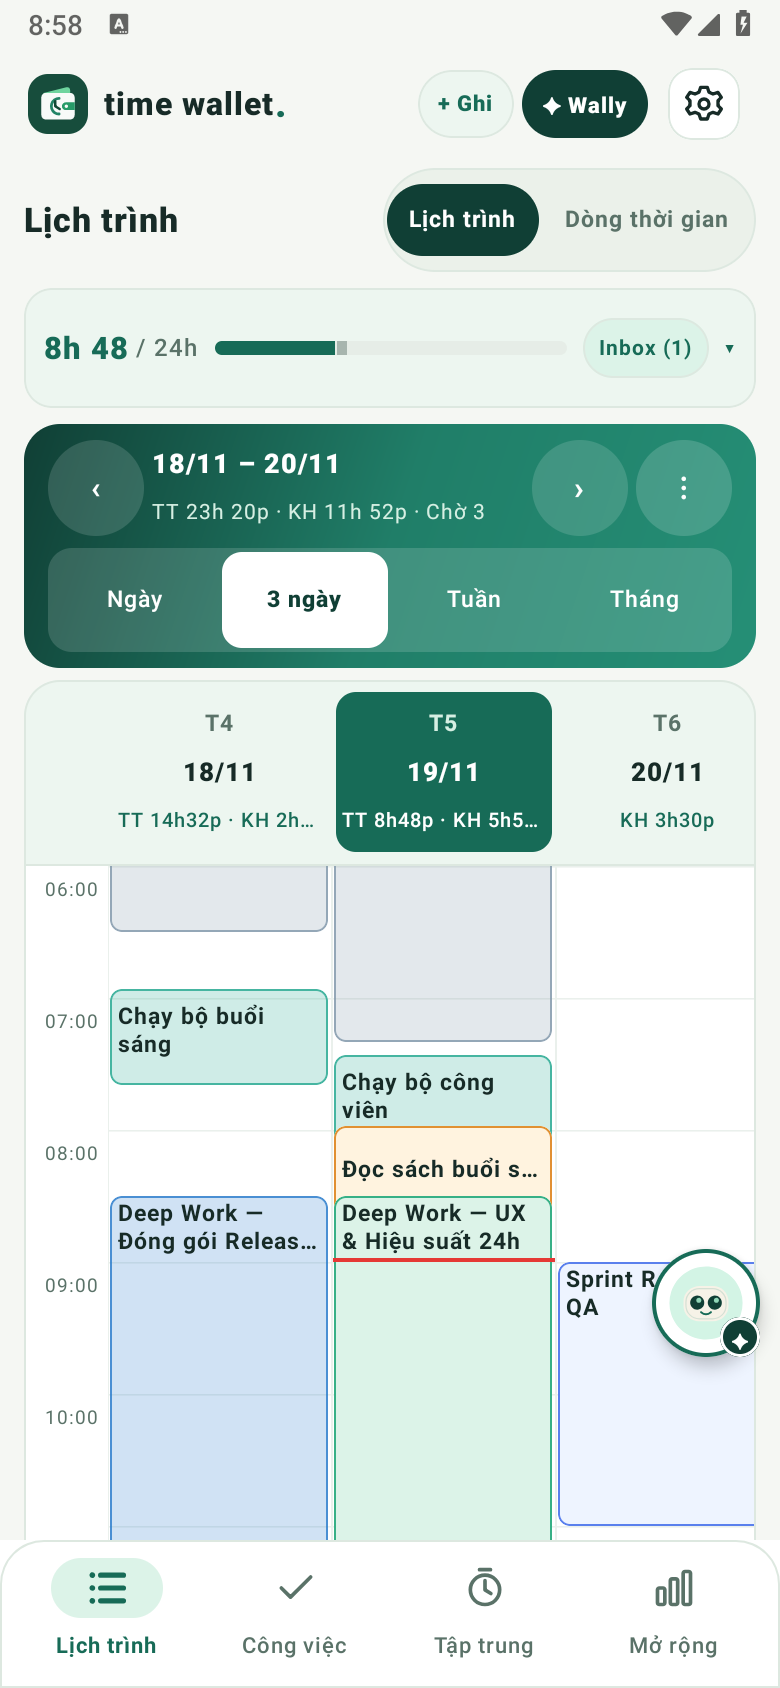 8:58
A
time wallet.
+ Ghi
Wally
Lịch trình
Lịch trình
Dòng thời gian
8h 48 / 24h
Inbox (1)
18/11 – 20/11
TT 23h 20p · KH 11h 52p · Chờ 3
Ngày
3 ngày
Tuần
Tháng
T4
18/11
TT 14h32p · KH 2h...
T5
19/11
TT 8h48p · KH 5h5...
T6
20/11
KH 3h30p
06:00
07:00
Chạy bộ buổi
sáng
Chạy bộ công
viên
08:00
Đọc sách buổi s...
Deep Work —
Đóng gói Releas...
Deep Work — UX
& Hiệu suất 24h
09:00
Sprint R
QA
10:00
Lịch trình
Công việc
Tập trung
Mở rộng